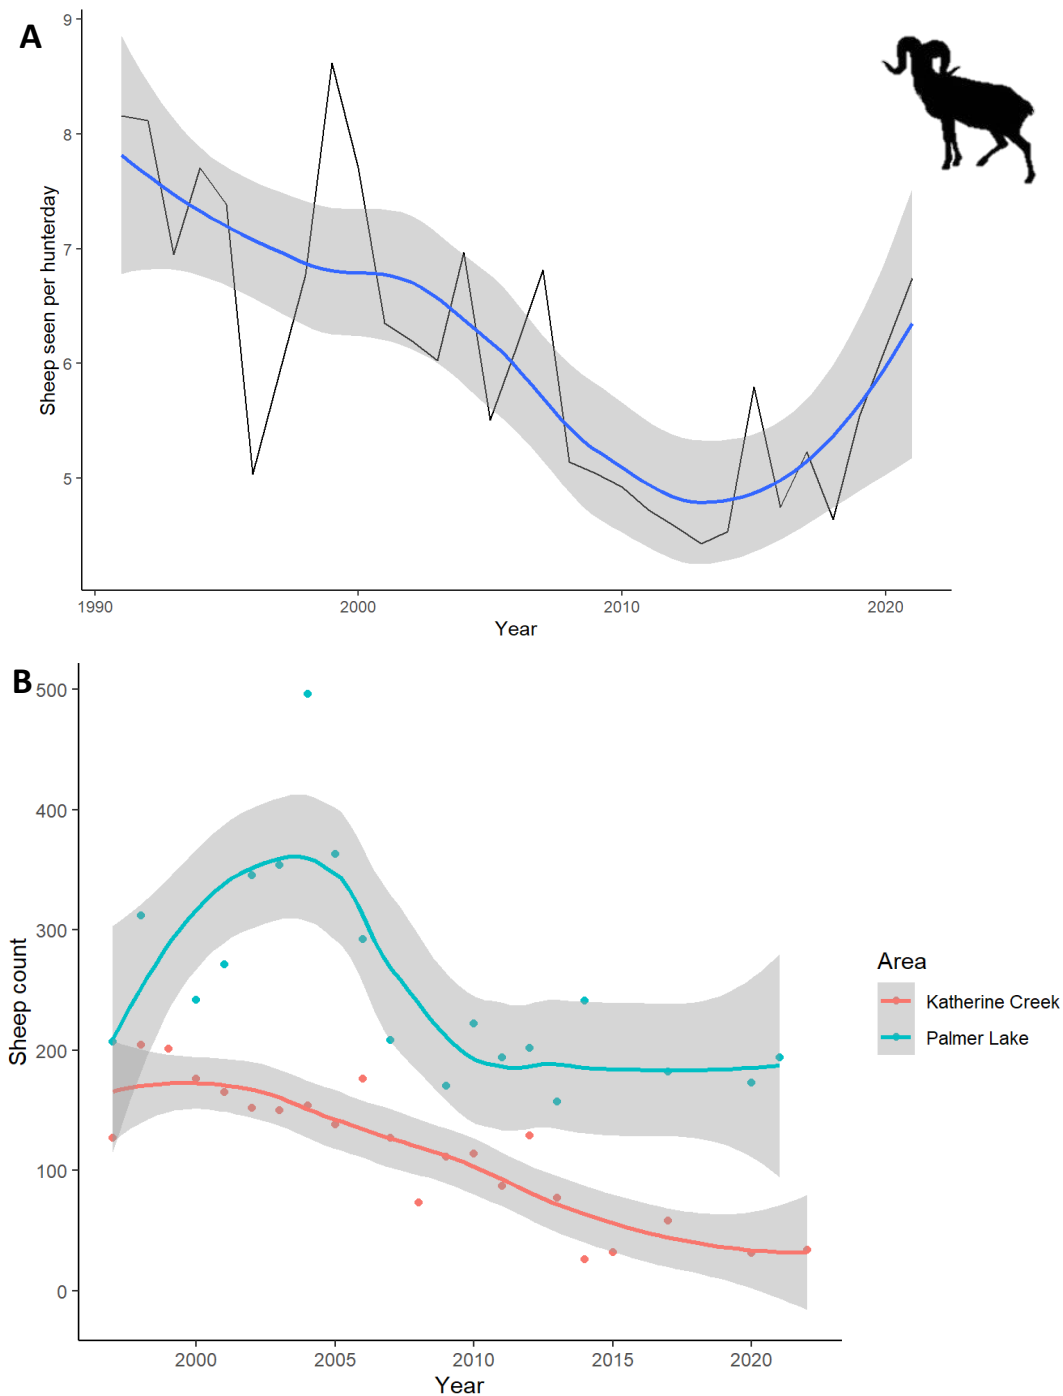 A
9
8
7
6
5
Sheep seen per hunterday
1990 2000 2010 2020
Year
B
500
400
300
200
100
0
Sheep count
2000 2005 2010 2015 2020
Year
Area
Katherine Creek
Palmer Lake